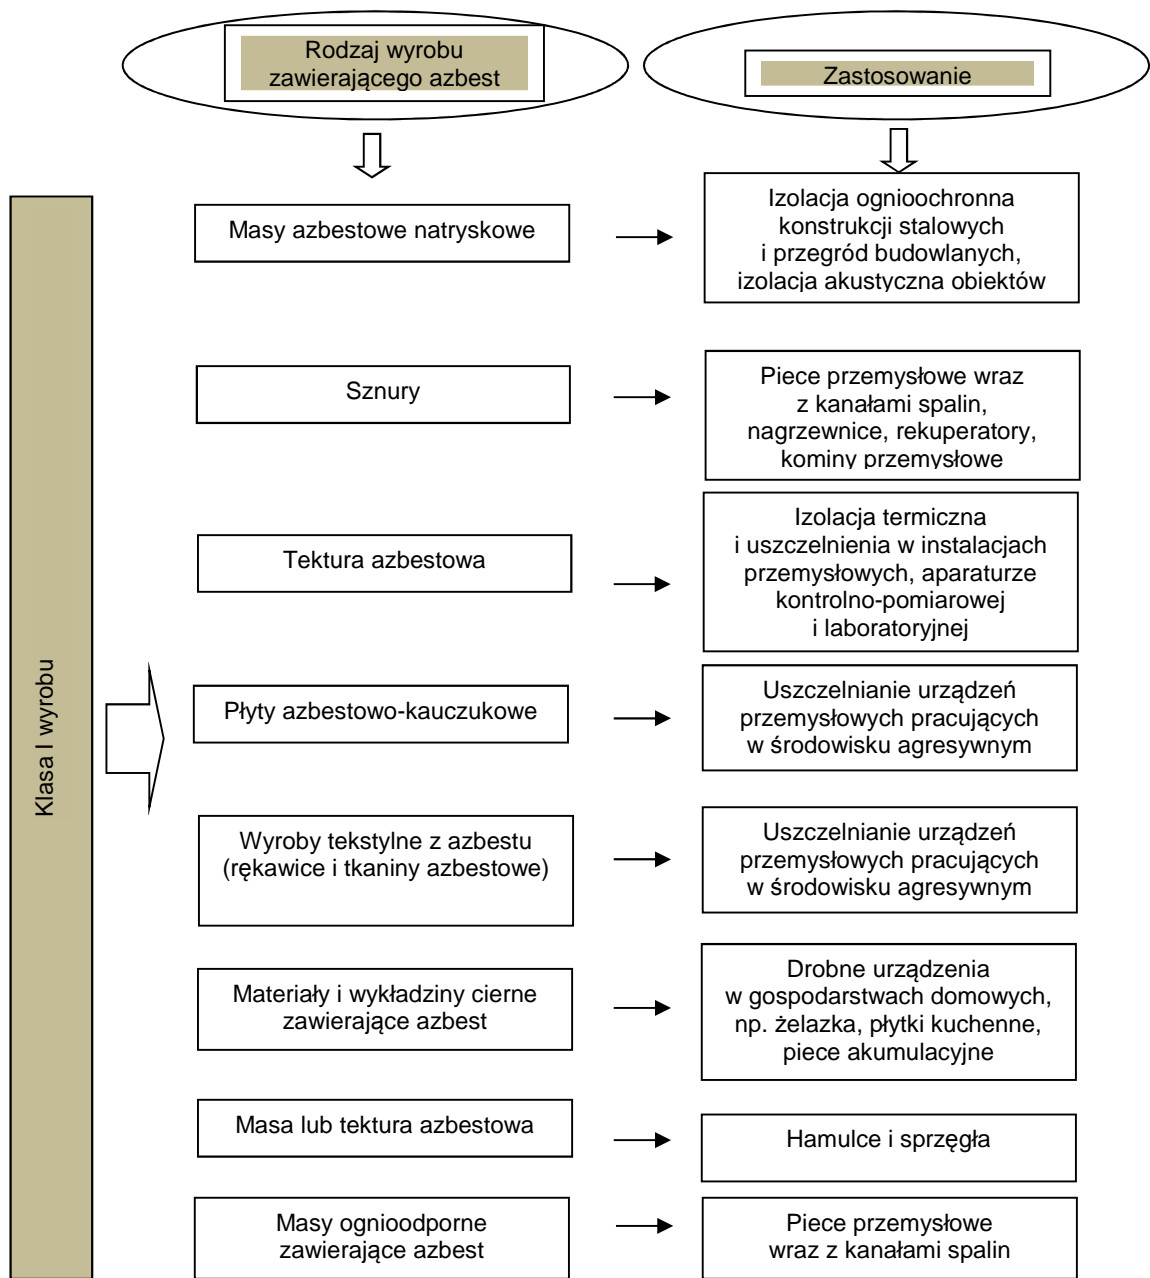 Rodzaj wyrobu
zawierającego azbest
Zastosowanie
Klasa I wyrobu
Masy azbestowe natryskowe
Izolacja ognioochronna
konstrukcji stalowych
i przegród budowlanych,
izolacja akustyczna obiektów
Sznury
Piece przemysłowe wraz
z kanałami spalin,
nagrzewnice, rekuperatory,
kominy przemysłowe
Tektura azbestowa
Izolacja termiczna
i uszczelnienia w instalacjach
przemysłowych, aparaturze
kontrolno-pomiarowej
i laboratoryjnej
Płyty azbestowo-kauczukowe
Uszczelnianie urządzeń
przemysłowych pracujących
w środowisku agresywnym
Wyroby tekstylne z azbestu
(rękawice i tkaniny azbestowe)
Uszczelnianie urządzeń
przemysłowych pracujących
w środowisku agresywnym
Materiały i wykładziny cierne
zawierające azbest
Drobne urządzenia
w gospodarstwach domowych,
np. żelazka, płytki kuchenne,
piece akumulacyjne
Masa lub tektura azbestowa
Hamulce i sprzęgła
Masy ognioodporne
zawierające azbest
Piece przemysłowe
wraz z kanałami spalin